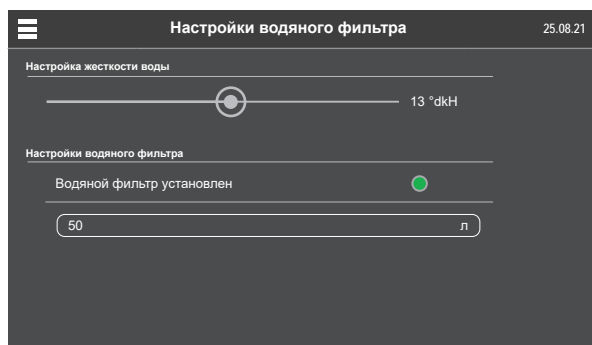 Настройки водяного фильтра 25.08.21
Настройка жесткости воды
13 °dkH
Настройки водяного фильтра
Водяной фильтр установлен
50 л